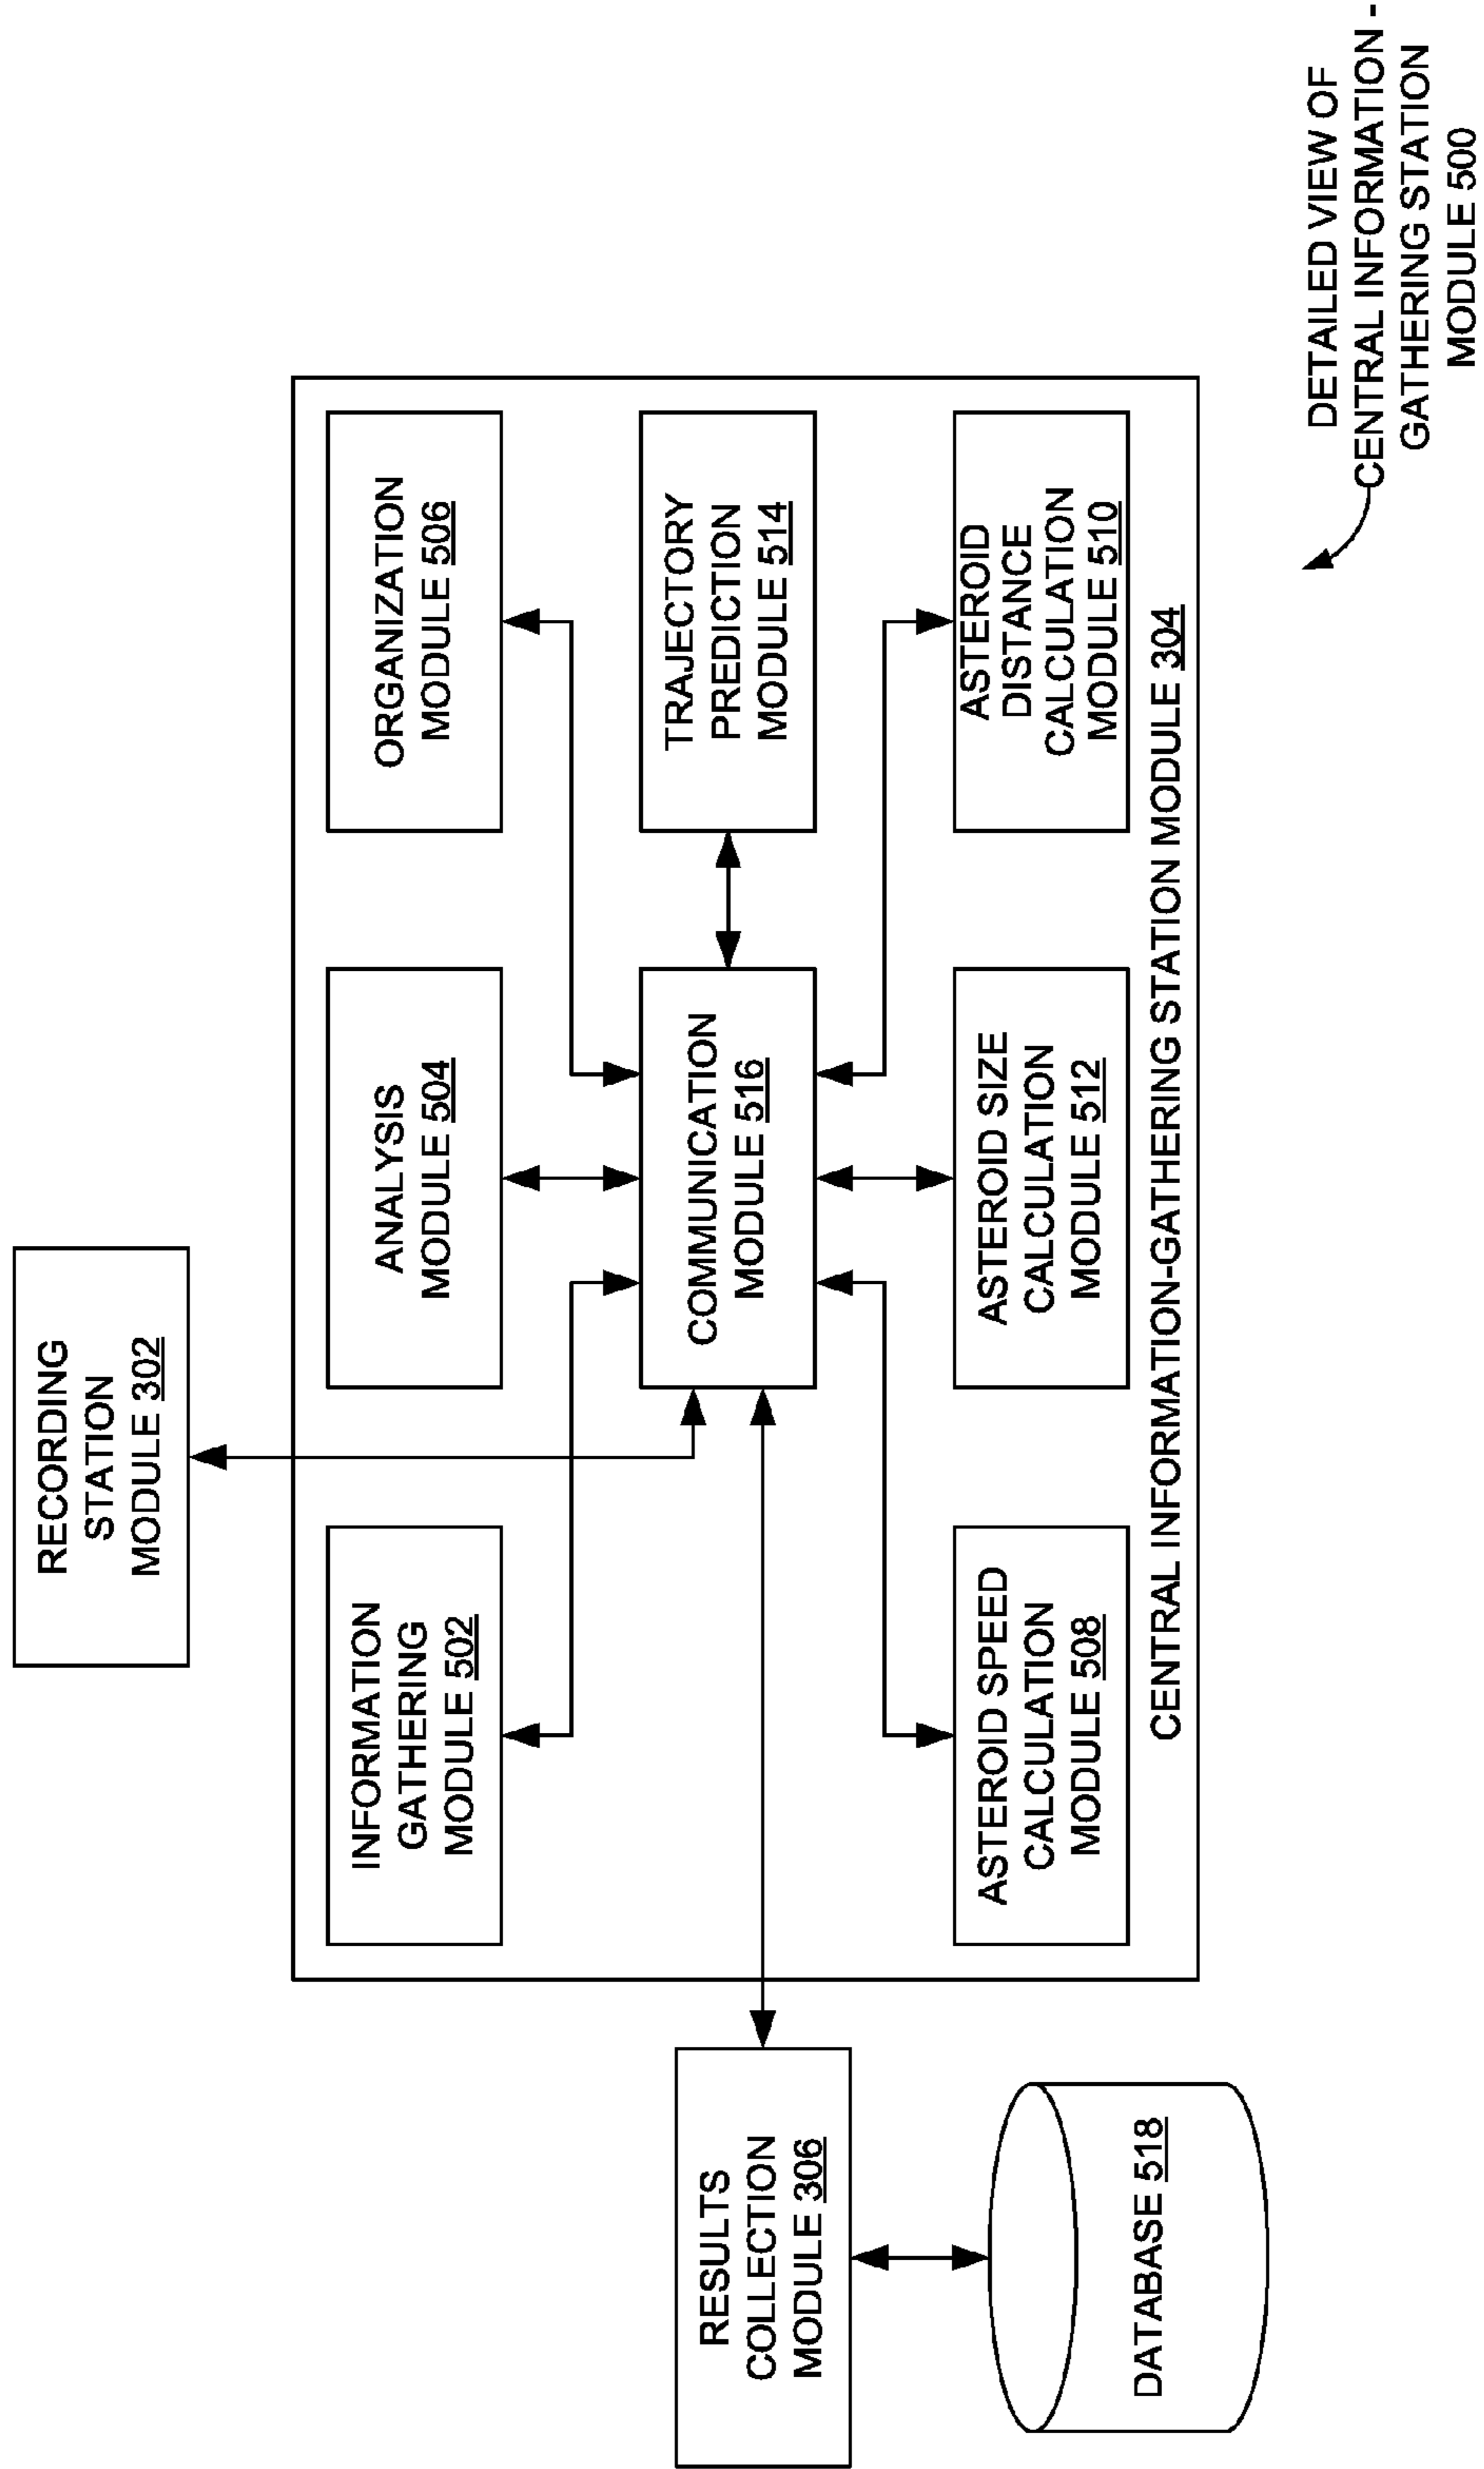 RECORDING
STATION
MODULE 302
INFORMATION
GATHERING
MODULE 502
ANALYSIS
MODULE 504
ORGANIZATION
MODULE 506
RESULTS
COLLECTION
MODULE 306
COMMUNICATION
MODULE 516
TRAJECTORY
PREDICTION
MODULE 514
DATABASE 518
ASTEROID SPEED
CALCULATION
MODULE 508
ASTEROID SIZE
CALCULATION
MODULE 512
ASTEROID
DISTANCE
CALCULATION
MODULE 510
CENTRAL INFORMATION-GATHERING STATION MODULE 304
DETAILED VIEW OF
CENTRAL INFORMATION -
GATHERING STATION
MODULE 500